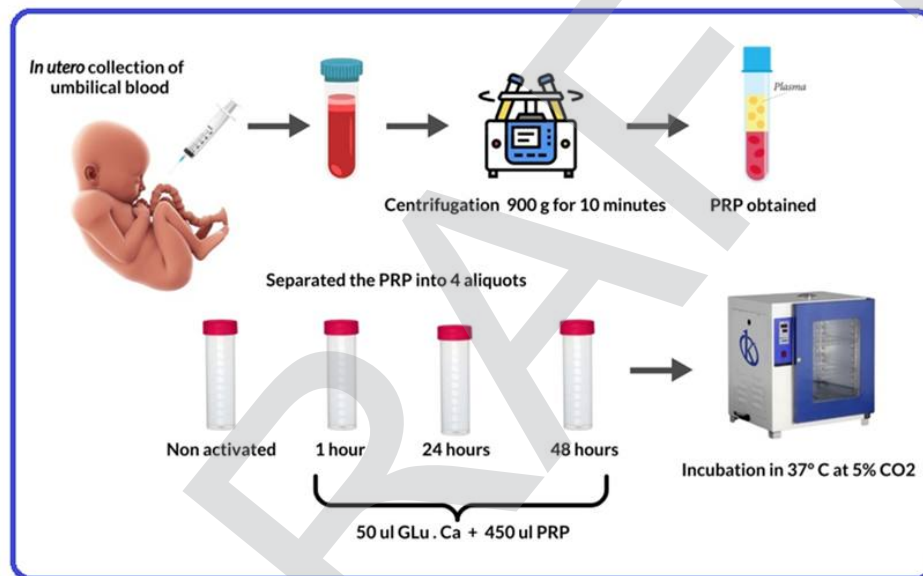 In utero collection of
umbilical blood
Plasma
Centrifugation 900 g for 10 minutes
PRP obtained
Separated the PRP into 4 aliquots
Non activated
1 hour
24 hours
48 hours
Incubation in 37° C at 5% CO2
50 ul GLu . Ca + 450 ul PRP